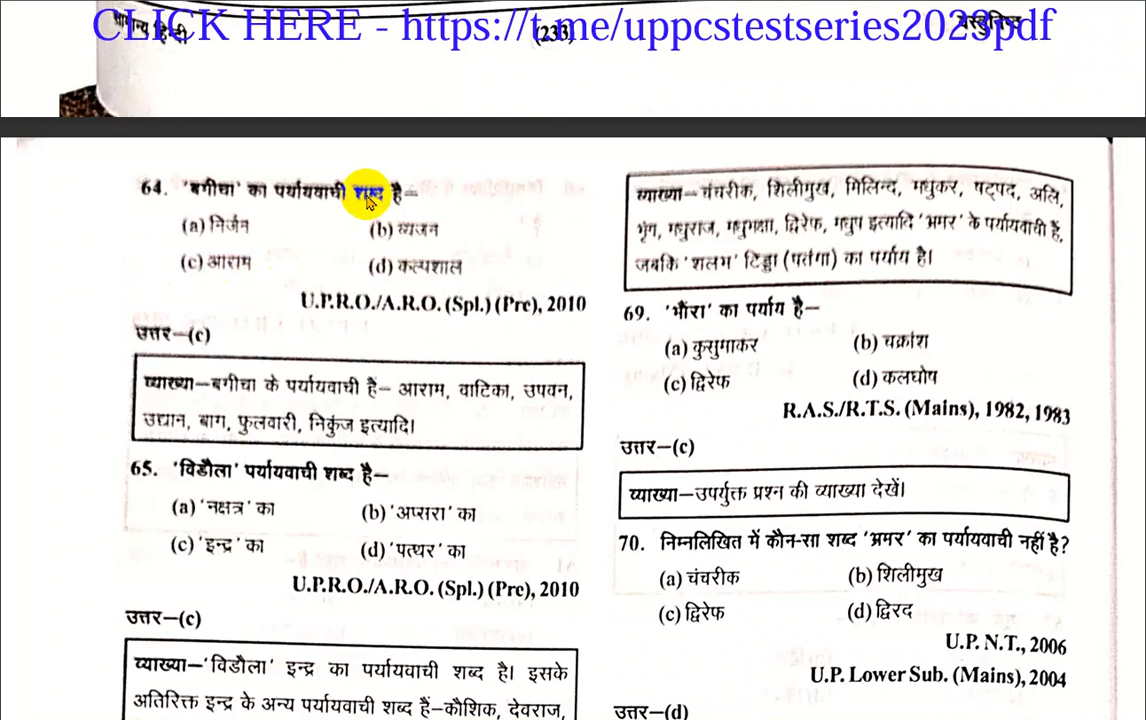 सामान्य हिन्दी
(233)
वस्तुनिष्ठ
CLICK HERE - https://t.me/uppcstestseries2023pdf
64. 'बगीचा' का पर्यायवाची शब्द है–
(a) निर्जन (b) व्यजन
(c) आराम (d) कल्पशाल
U.P.R.O./A.R.O. (Spl.) (Pre), 2010
उत्तर–(c)
व्याख्या–बगीचा के पर्यायवाची हैं– आराम, वाटिका, उपवन,
उद्यान, बाग, फुलवारी, निकुंज इत्यादि।
65. 'विडौला' पर्यायवाची शब्द है–
(a) 'नक्षत्र' का (b) 'अप्सरा' का
(c) 'इन्द्र' का (d) 'पत्थर' का
U.P.R.O./A.R.O. (Spl.) (Pre), 2010
उत्तर–(c)
व्याख्या–'विडौला' इन्द्र का पर्यायवाची शब्द है। इसके
अतिरिक्त इन्द्र के अन्य पर्यायवाची शब्द हैं–कौशिक, देवराज,
व्याख्या– चंचरीक, शिलीमुख, मिलिन्द, मधुकर, षट्पद, अलि,
भृंग, मधुराज, मधुभक्षा, द्विरेफ, मधुप इत्यादि 'भ्रमर' के पर्यायवाची हैं,
जबकि 'शलभ' टिड्डा (पतंगा) का पर्याय है।
69. 'भौंरा' का पर्याय है–
(a) कुसुमाकर (b) चक्रांश
(c) द्विरेफ (d) कलघोष
R.A.S./R.T.S. (Mains), 1982, 1983
उत्तर–(c)
व्याख्या–उपर्युक्त प्रश्न की व्याख्या देखें।
70. निम्नलिखित में कौन-सा शब्द 'भ्रमर' का पर्यायवाची नहीं है?
(a) चंचरीक (b) शिलीमुख
(c) द्विरेफ (d) द्विरद
U.P. N.T., 2006
U.P. Lower Sub. (Mains), 2004
उत्तर–(d)